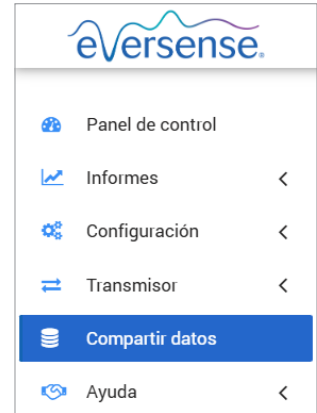 eversense®
Panel de control
Informes
Configuración
Transmisor
Compartir datos
Ayuda